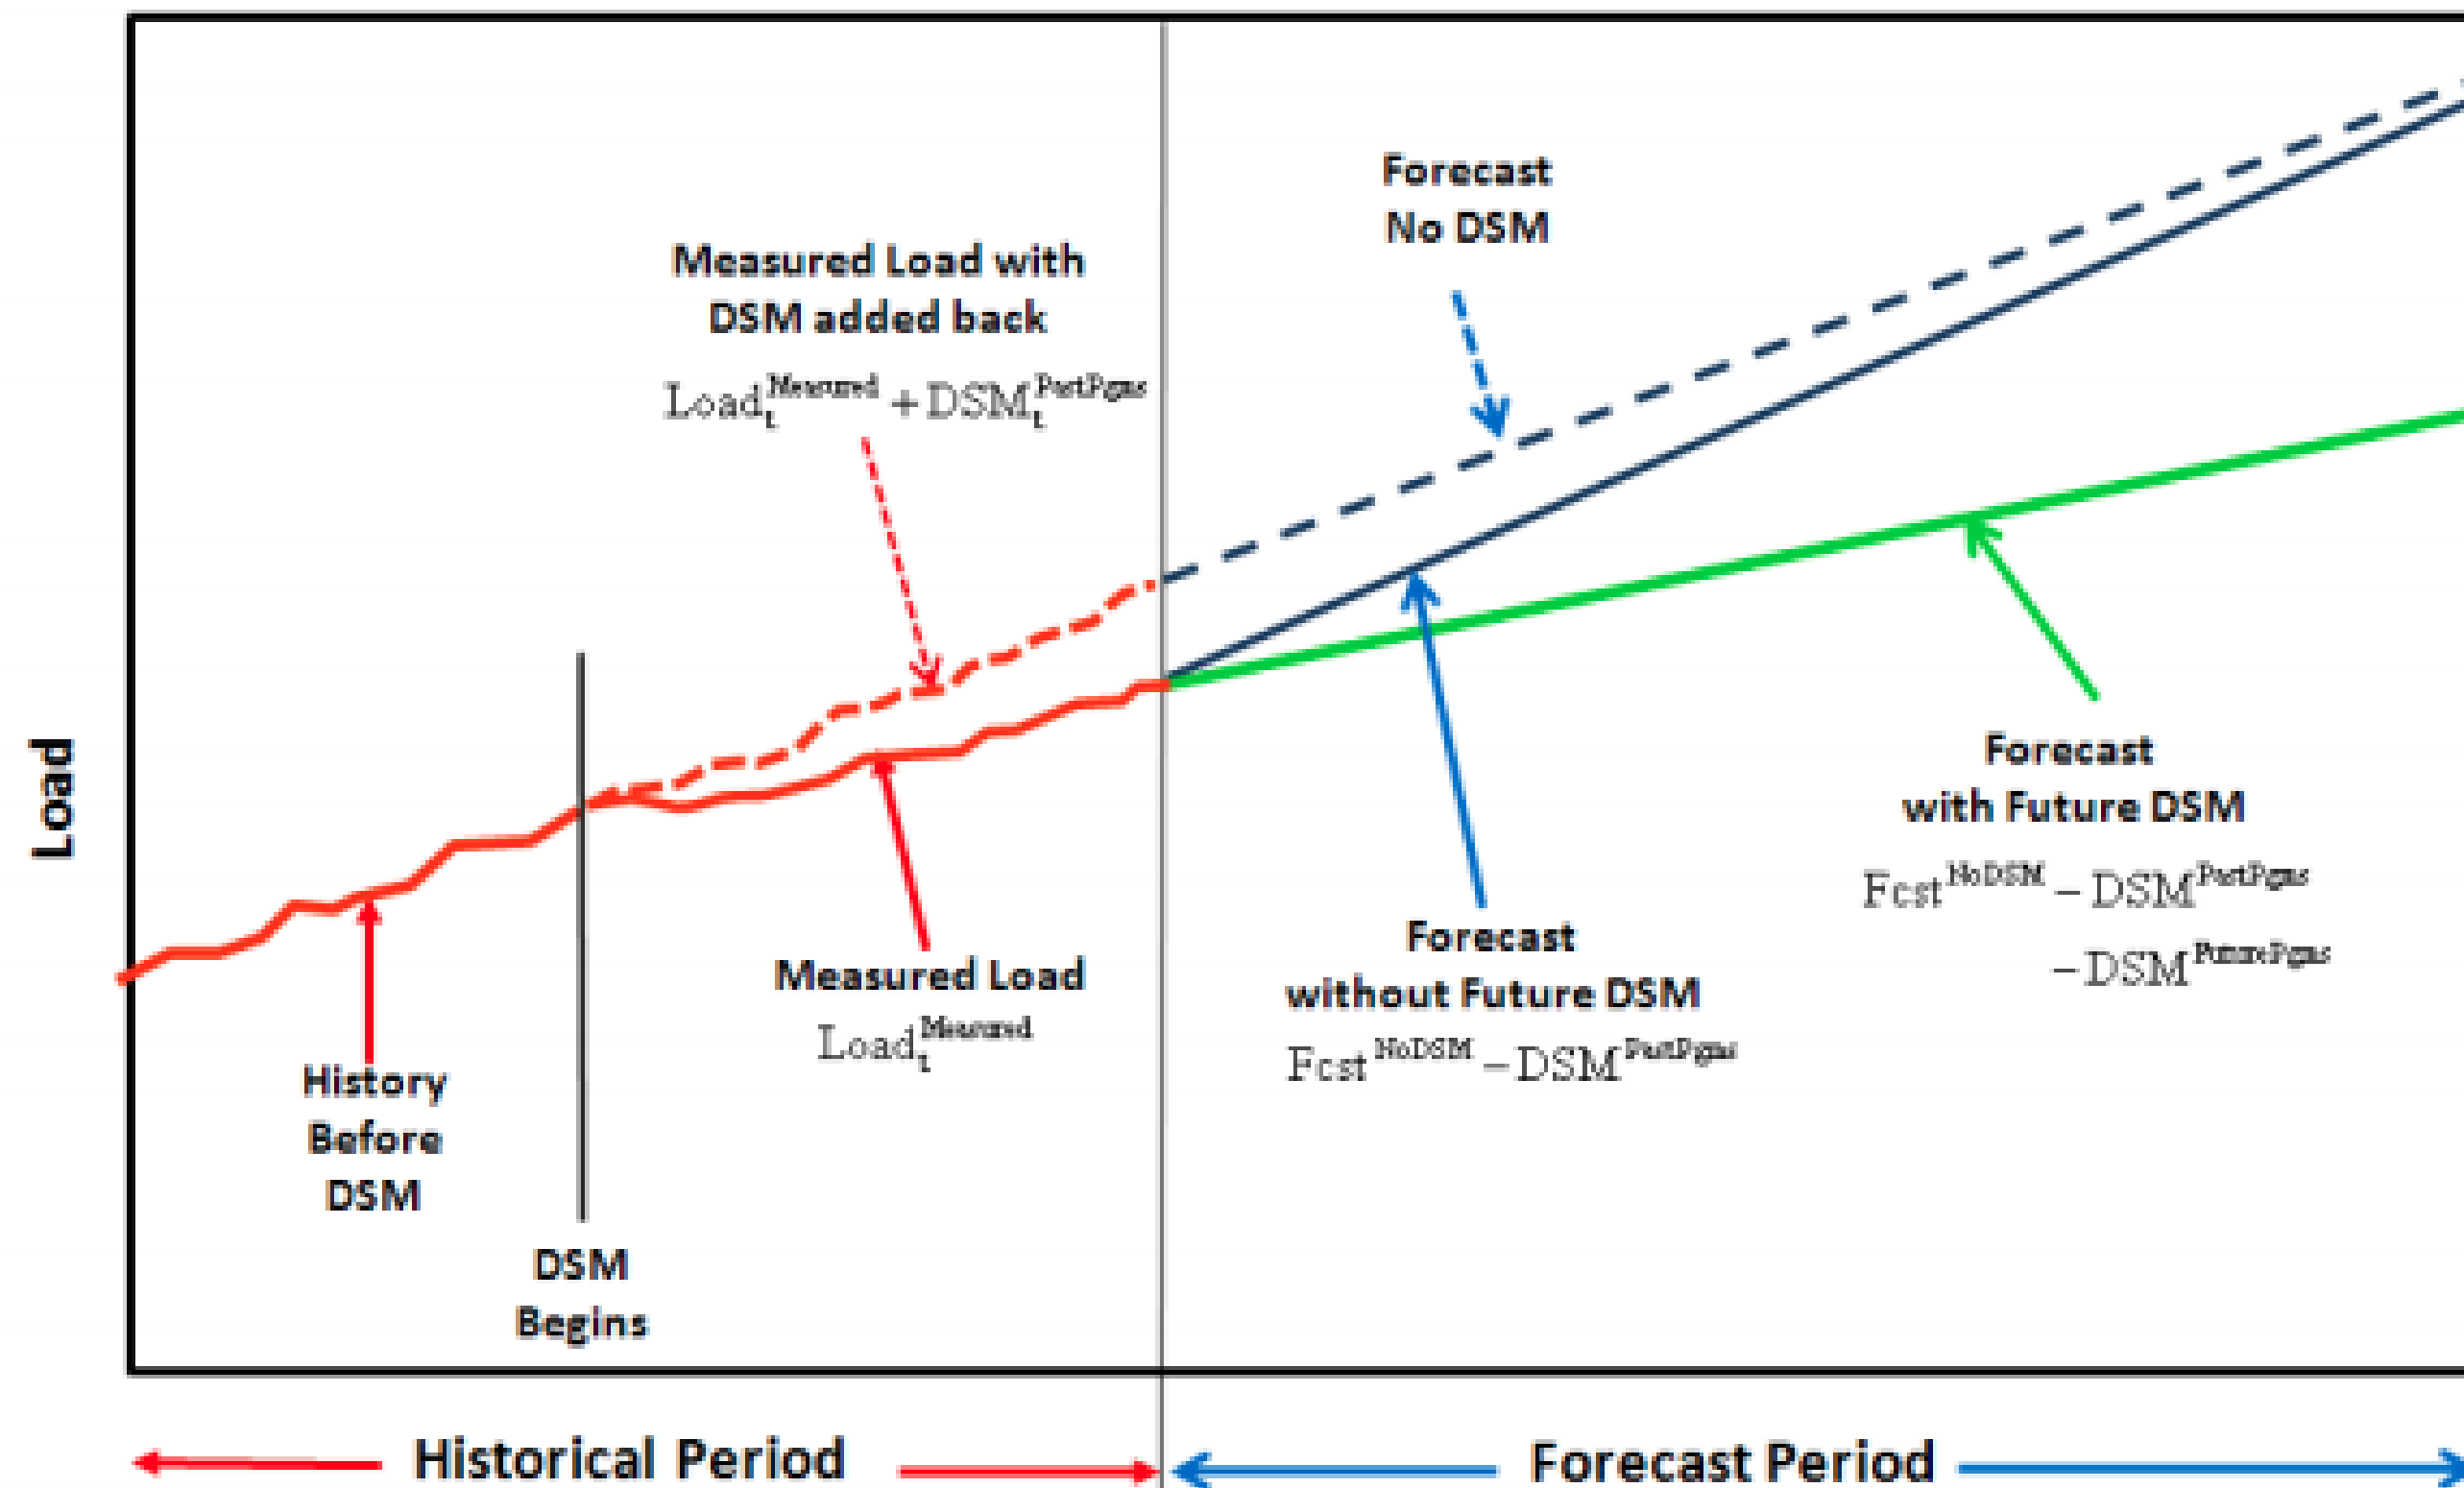 Forecast
No DSM
Measured Load with
DSM added back
Load_t^Measured + DSM_t^PastPgms
Load
Forecast
with Future DSM
Fcst^NoDSM – DSM^PastPgms
– DSM^FuturePgms
Forecast
without Future DSM
Fcst^NoDSM – DSM^PastPgms
Measured Load
Load_t^Measured
History
Before
DSM
DSM
Begins
Historical Period
Forecast Period